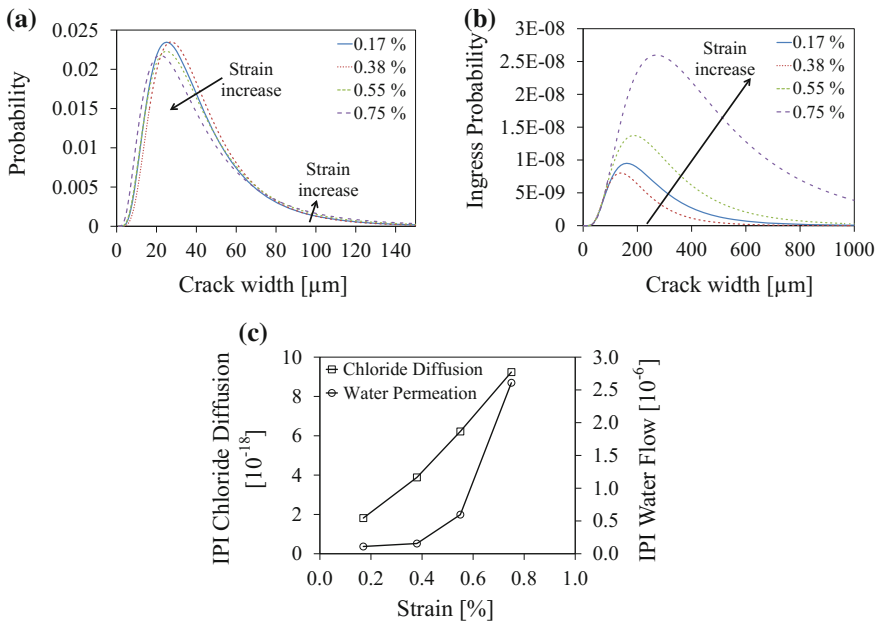 (a)
0.025
0.02
0.015
0.01
0.005
0
Probability
0 20 40 60 80 100 120 140
Crack width [µm]
Strain
increase
Strain
increase
0.17 %
0.38 %
0.55 %
0.75 %
(b)
3E-08
2.5E-08
2E-08
1.5E-08
1E-08
5E-09
0
Ingress Probability
0 200 400 600 800 1000
Crack width [µm]
Strain
increase
0.17 %
0.38 %
0.55 %
0.75 %
(c)
10
8
6
4
2
0
IPI Chloride Diffusion
[10⁻¹⁸]
Chloride Diffusion
Water Permeation
3.0
2.5
2.0
1.5
1.0
0.5
0.0
IPI Water Flow [10⁻⁶]
0.0 0.2 0.4 0.6 0.8 1.0
Strain [%]